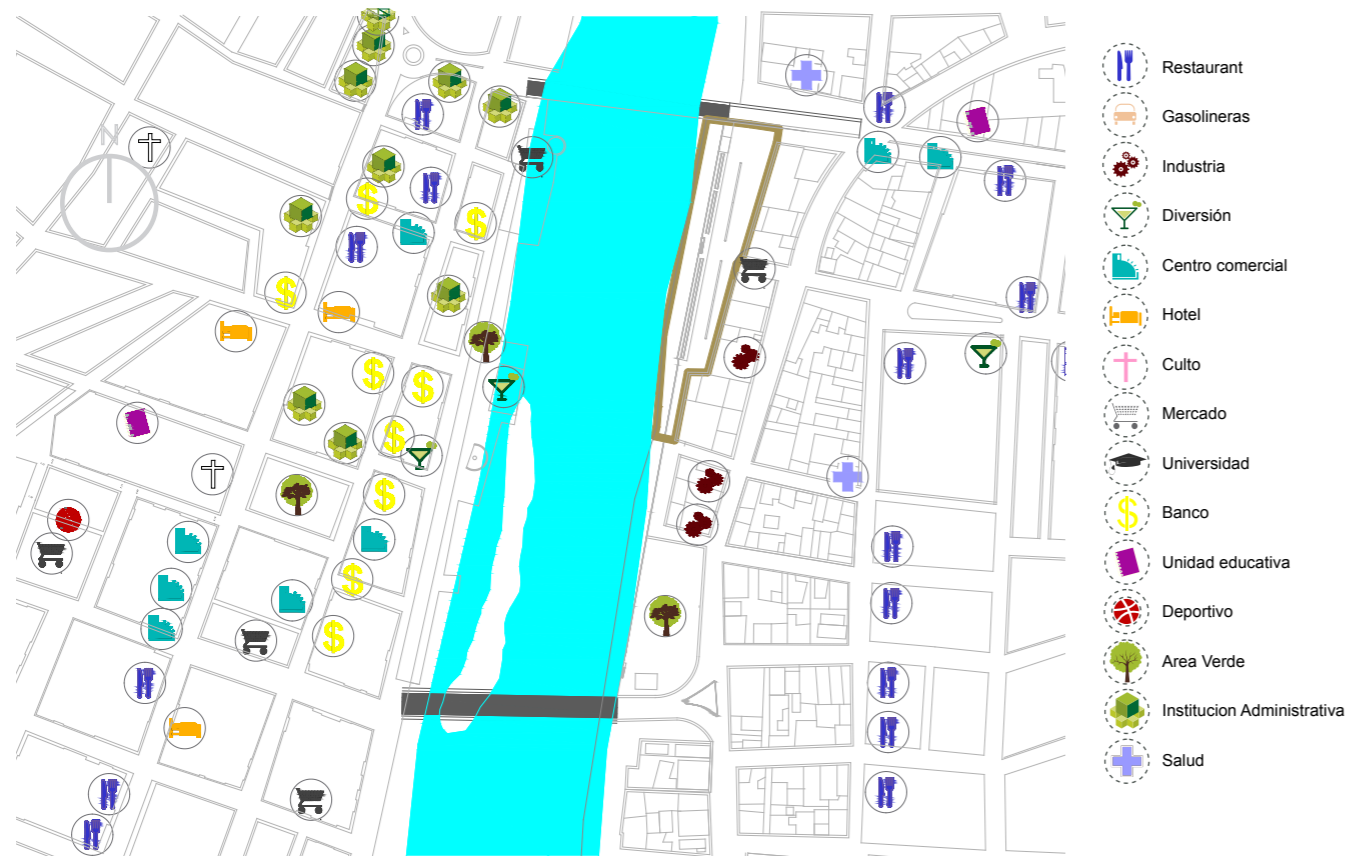 N
Restaurant
Gasolineras
Industria
Diversión
Centro comercial
Hotel
Culto
Mercado
Universidad
Banco
Unidad educativa
Deportivo
Area Verde
Institucion Administrativa
Salud